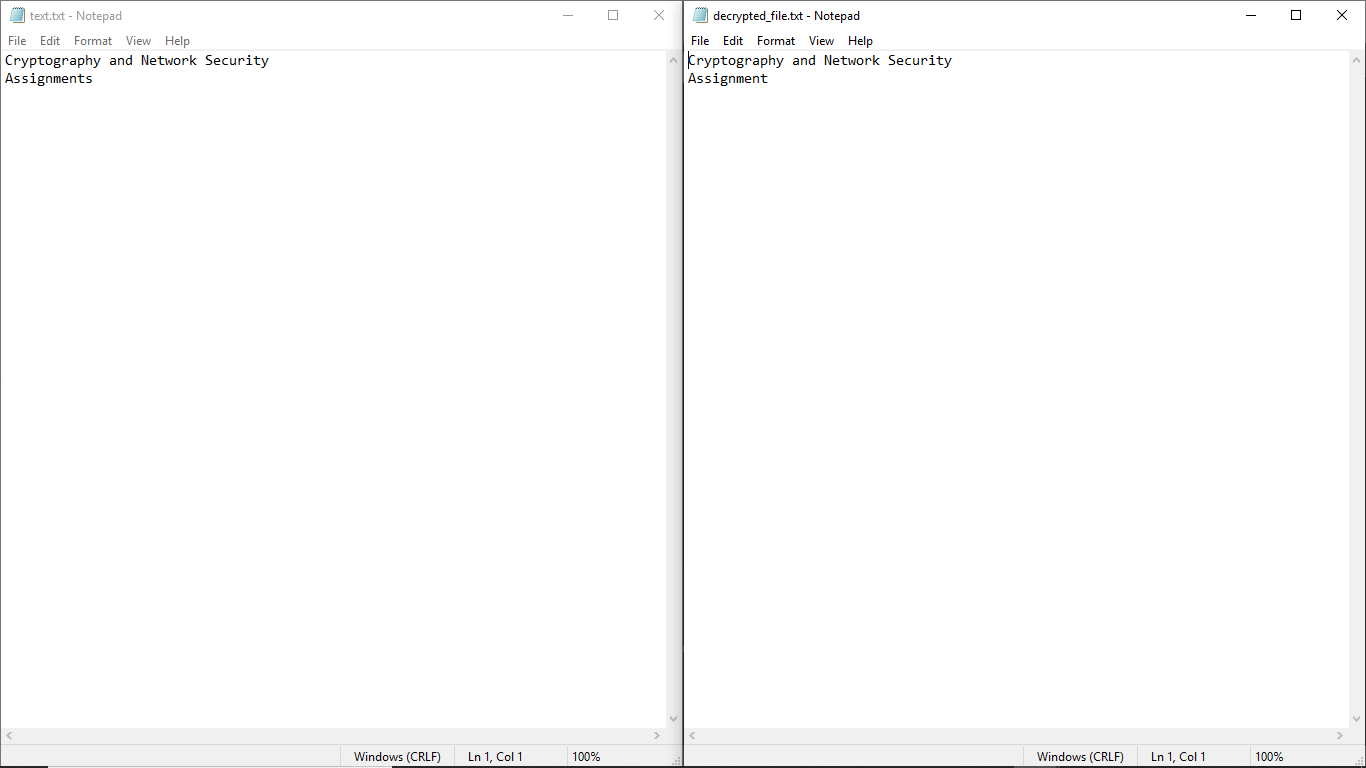 text.txt - Notepad
File Edit Format View Help
Cryptography and Network Security
Assignments
Windows (CRLF) Ln 1, Col 1 100%
decrypted_file.txt - Notepad
File Edit Format View Help
Cryptography and Network Security
Assignment
Windows (CRLF) Ln 1, Col 1 100%